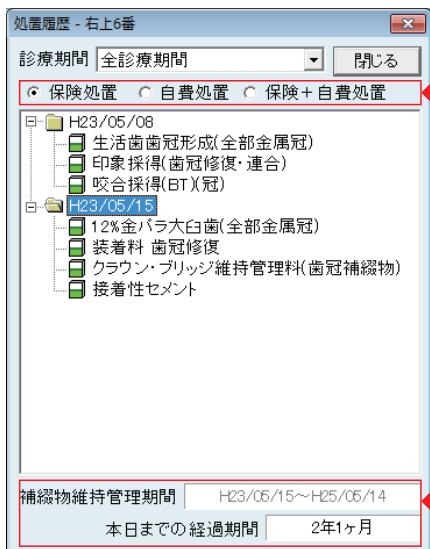 処置履歴 - 右上6番
診療期間 全診療期間 閉じる
保険処置 自費処置 保険+自費処置
H23/05/08
生活歯歯冠形成(全部金属冠)
印象採得(歯冠修復・連合)
咬合採得(BT)(冠)
H23/05/15
12%金パラ大臼歯(全部金属冠)
装着料 歯冠修復
クラウン・ブリッジ維持管理料(歯冠補綴物)
接着性セメント
補綴物維持管理期間 H23/05/15～H25/05/14
本日までの経過期間 2年1ヶ月